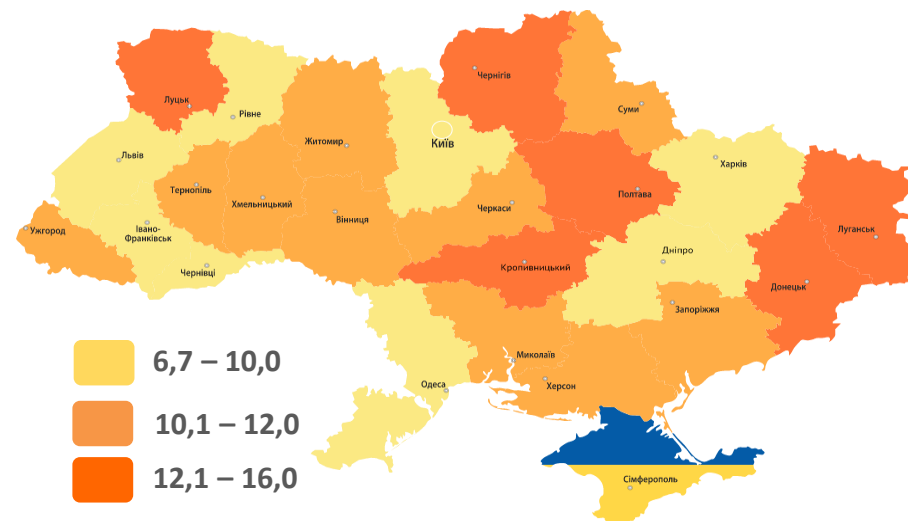 Чернігів
Луцьк
Суми
Рівне
Київ
Житомир
Львів
Харків
Тернопіль
Хмельницький
Полтава
Черкаси
Вінниця
Ужгород
Івано-
Франківськ
Луганськ
Дніпро
Кропивницький
Чернівці
Донецьк
Запоріжжя
Миколаїв
6,7 – 10,0
Одеса
Херсон
10,1 – 12,0
12,1 – 16,0
Сімферополь